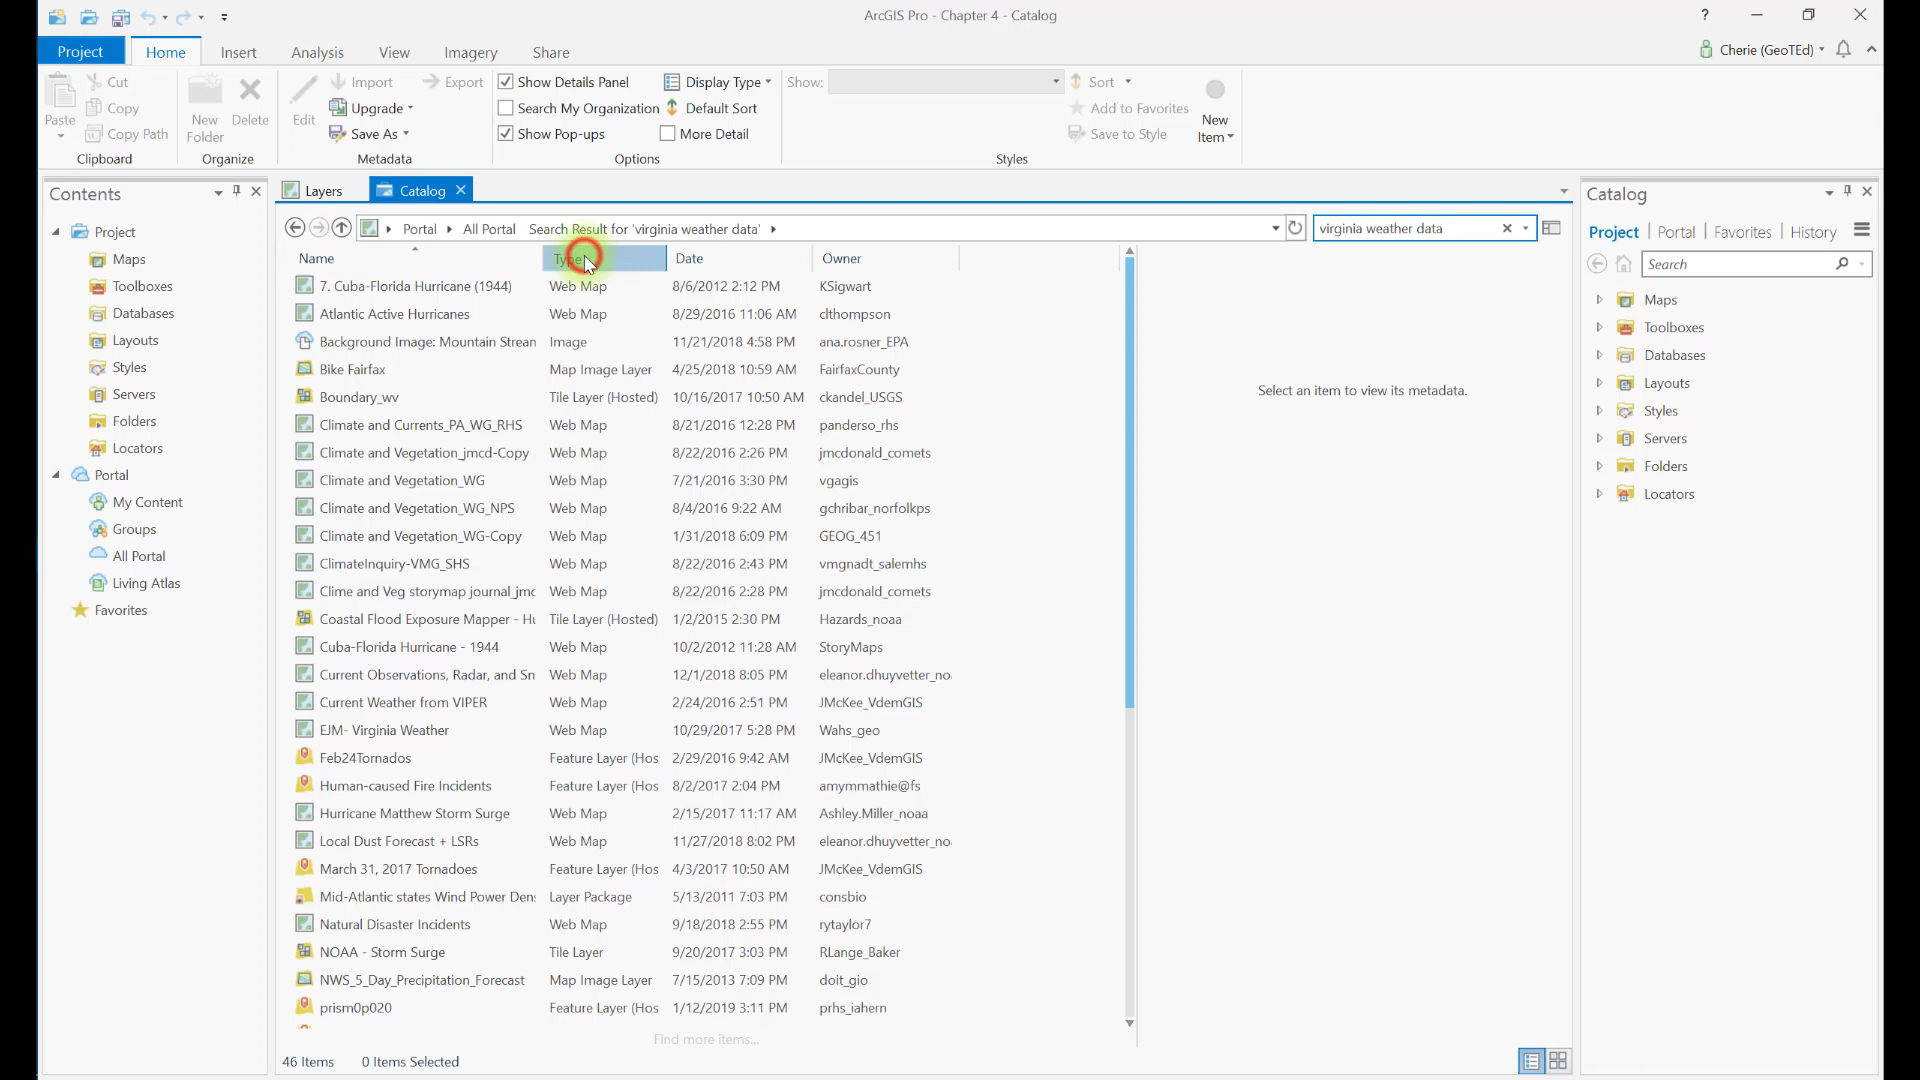 ArcGIS Pro - Chapter 4 - Catalog
?
Project Home Insert Analysis View Imagery Share
Cherie (GeoTEd)
Paste
Cut
Copy
Copy Path
Clipboard
New Folder
Delete
Organize
Edit
Import
Export
Upgrade
Save As
Metadata
Show Details Panel
Search My Organization
Show Pop-ups
Display Type
Default Sort
More Detail
Options
Show:
Sort
Add to Favorites
Save to Style
Styles
New Item
Contents
Project
Maps
Toolboxes
Databases
Layouts
Styles
Servers
Folders
Locators
Portal
My Content
Groups
All Portal
Living Atlas
Favorites
Layers
Catalog
Portal All Portal Search Result for 'virginia weather data'
virginia weather data
Name Type Date Owner
7. Cuba-Florida Hurricane (1944) Web Map 8/6/2012 2:12 PM KSigwart
Atlantic Active Hurricanes Web Map 8/29/2016 11:06 AM clthompson
Background Image: Mountain Strean Image 11/21/2018 4:58 PM ana.rosner_EPA
Bike Fairfax Map Image Layer 4/25/2018 10:59 AM FairfaxCounty
Boundary_wv Tile Layer (Hosted) 10/16/2017 10:50 AM ckandel_USGS
Climate and Currents_PA_WG_RHS Web Map 8/21/2016 12:28 PM panderso_rhs
Climate and Vegetation_jmcd-Copy Web Map 8/22/2016 2:26 PM jmcdonald_comets
Climate and Vegetation_WG Web Map 7/21/2016 3:30 PM vgagis
Climate and Vegetation_WG_NPS Web Map 8/4/2016 9:22 AM gchribar_norfolkps
Climate and Vegetation_WG-Copy Web Map 1/31/2018 6:09 PM GEOG_451
ClimateInquiry-VMG_SHS Web Map 8/22/2016 2:43 PM vmgnadt_salemhs
Clime and Veg storymap journal_jmc Web Map 8/22/2016 2:28 PM jmcdonald_comets
Coastal Flood Exposure Mapper - Hu Tile Layer (Hosted) 1/2/2015 2:30 PM Hazards_noaa
Cuba-Florida Hurricane - 1944 Web Map 10/2/2012 11:28 AM StoryMaps
Current Observations, Radar, and Sn Web Map 12/1/2018 8:05 PM eleanor.dhuyvetter_no
Current Weather from VIPER Web Map 2/24/2016 2:51 PM JMcKee_VdemGIS
EJM- Virginia Weather Web Map 10/29/2017 5:28 PM Wahs_geo
Feb24Tornados Feature Layer (Hos 2/29/2016 9:42 AM JMcKee_VdemGIS
Human-caused Fire Incidents Feature Layer (Hos 8/2/2017 2:04 PM amymmathie@fs
Hurricane Matthew Storm Surge Web Map 2/15/2017 11:17 AM Ashley.Miller_noaa
Local Dust Forecast + LSRs Web Map 11/27/2018 8:02 PM eleanor.dhuyvetter_no
March 31, 2017 Tornadoes Feature Layer (Hos 4/3/2017 10:50 AM JMcKee_VdemGIS
Mid-Atlantic states Wind Power Den: Layer Package 5/13/2011 7:03 PM consbio
Natural Disaster Incidents Web Map 9/18/2018 2:55 PM rytaylor7
NOAA - Storm Surge Tile Layer 9/20/2017 3:03 PM RLange_Baker
NWS_5_Day_Precipitation_Forecast Map Image Layer 7/15/2013 7:09 PM doit_gio
prism0p020 Feature Layer (Hos 1/12/2019 3:11 PM prhs_iahern
Find more items...
46 Items 0 Items Selected
Select an item to view its metadata.
Catalog
Project Portal Favorites History
Search
Maps
Toolboxes
Databases
Layouts
Styles
Servers
Folders
Locators